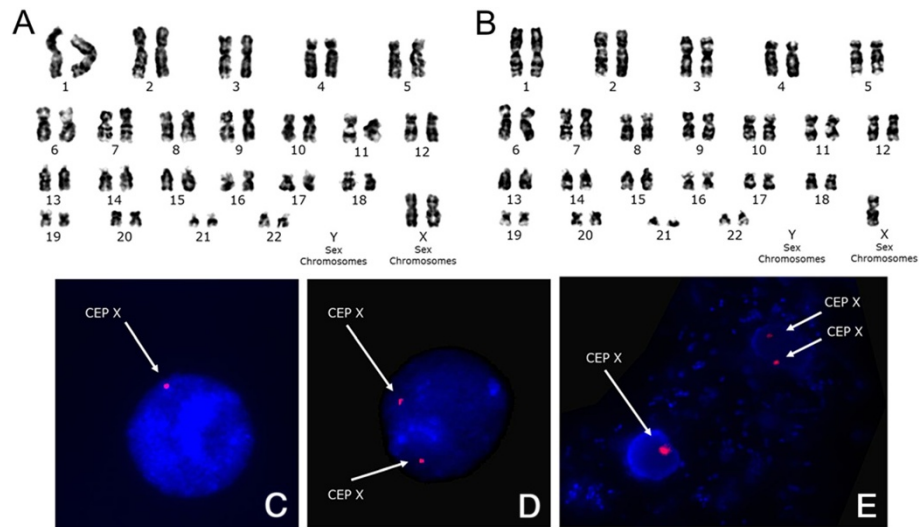 A
B
1 2 3 4 5
1 2 3 4 5
6 7 8 9 10 11 12
6 7 8 9 10 11 12
13 14 15 16 17 18
13 14 15 16 17 18
19 20 21 22 Y X
19 20 21 22 Y X
Sex Sex
Chromosomes Chromosomes
Sex Sex
Chromosomes Chromosomes
CEP X
C
CEP X
CEP X
D
CEP X
CEP X
CEP X
E